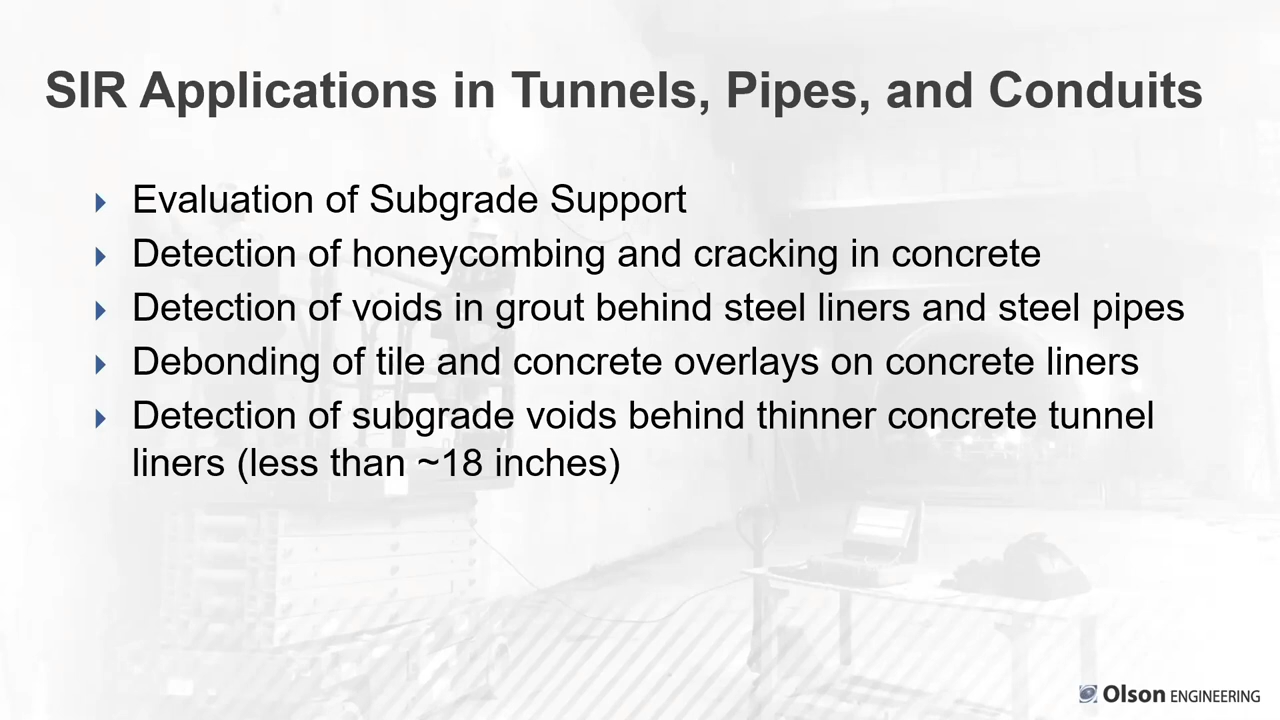 SIR Applications in Tunnels, Pipes, and Conduits
Evaluation of Subgrade Support
Detection of honeycombing and cracking in concrete
Detection of voids in grout behind steel liners and steel pipes
Debonding of tile and concrete overlays on concrete liners
Detection of subgrade voids behind thinner concrete tunnel
liners (less than ~18 inches)
Olson ENGINEERING